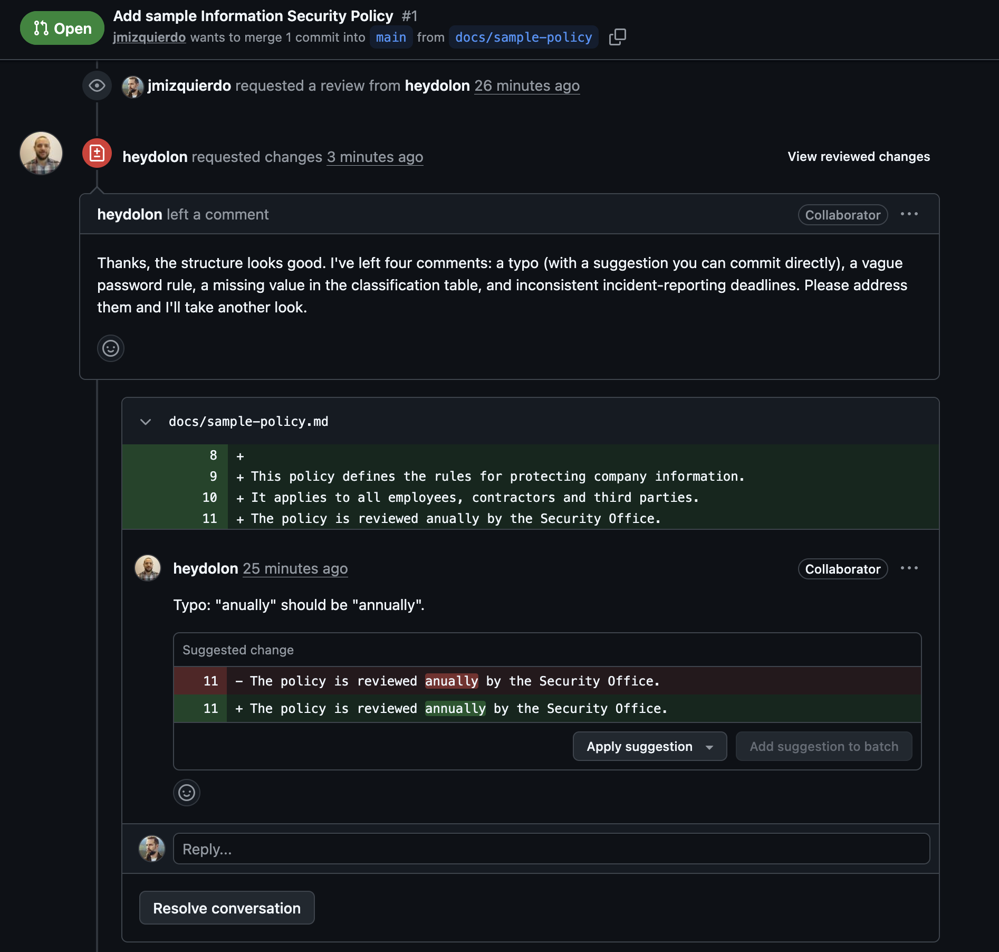 Open
Add sample Information Security Policy #1
jmizquierdo wants to merge 1 commit into main from docs/sample-policy
jmizquierdo requested a review from heydolon 26 minutes ago
heydolon requested changes 3 minutes ago
View reviewed changes
heydolon left a comment
Collaborator
Thanks, the structure looks good. I've left four comments: a typo (with a suggestion you can commit directly), a vague
password rule, a missing value in the classification table, and inconsistent incident-reporting deadlines. Please address
them and I'll take another look.
docs/sample-policy.md
8 +
9 + This policy defines the rules for protecting company information.
10 + It applies to all employees, contractors and third parties.
11 + The policy is reviewed anually by the Security Office.
heydolon 25 minutes ago
Collaborator
Typo: "anually" should be "annually".
Suggested change
11 - The policy is reviewed anually by the Security Office.
11 + The policy is reviewed annually by the Security Office.
Apply suggestion
Add suggestion to batch
Reply...
Resolve conversation